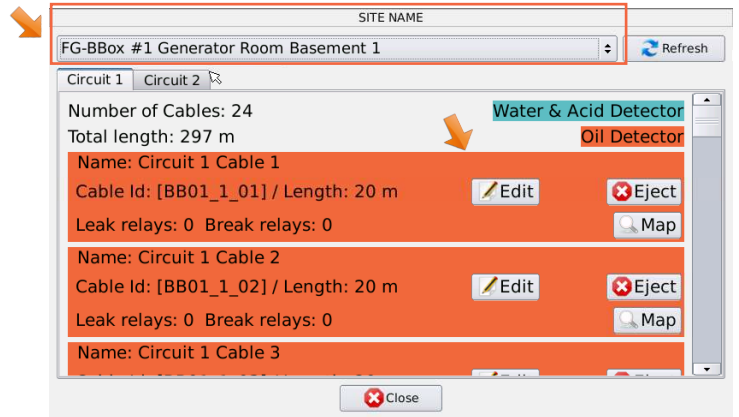 SITE NAME
FG-BBox #1 Generator Room Basement 1
Refresh
Circuit 1 Circuit 2
Number of Cables: 24 Water & Acid Detector
Total length: 297 m Oil Detector
Name: Circuit 1 Cable 1
Cable Id: [BB01_1_01] / Length: 20 m Edit Eject
Leak relays: 0 Break relays: 0 Map
Name: Circuit 1 Cable 2
Cable Id: [BB01_1_02] / Length: 20 m Edit Eject
Leak relays: 0 Break relays: 0 Map
Name: Circuit 1 Cable 3
Close